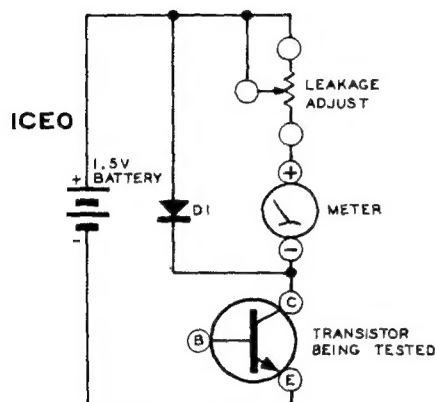 LEAKAGE
ADJUST
ICEO
+
1.5V
BATTERY
-
D1
+
METER
-
C
B
TRANSISTOR
BEING TESTED
E